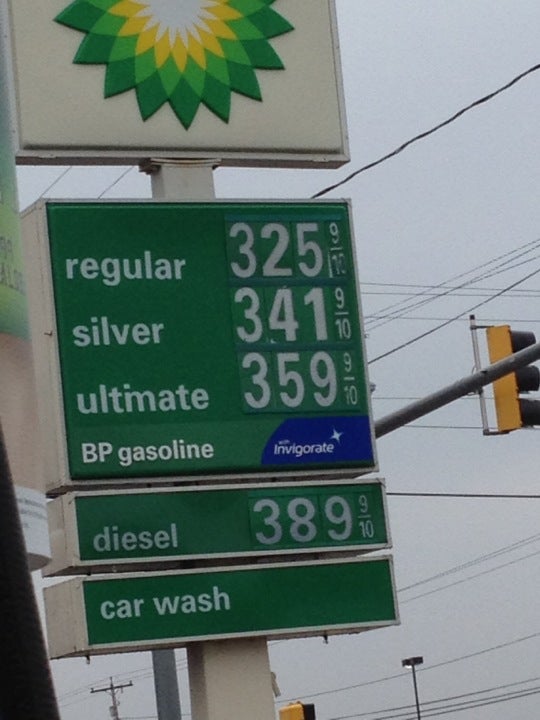 regular 325 9/10
silver 341 9/10
ultimate 359 9/10
BP gasoline with Invigorate
diesel 389 9/10
car wash